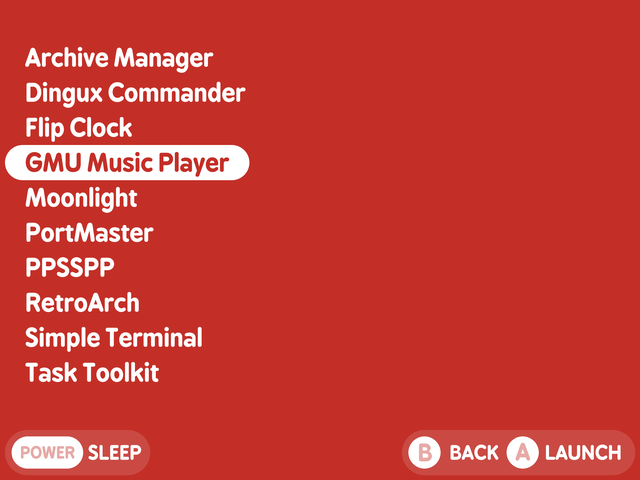 Archive Manager
Dingux Commander
Flip Clock
GMU Music Player
Moonlight
PortMaster
PPSSPP
RetroArch
Simple Terminal
Task Toolkit
POWER SLEEP B BACK A LAUNCH